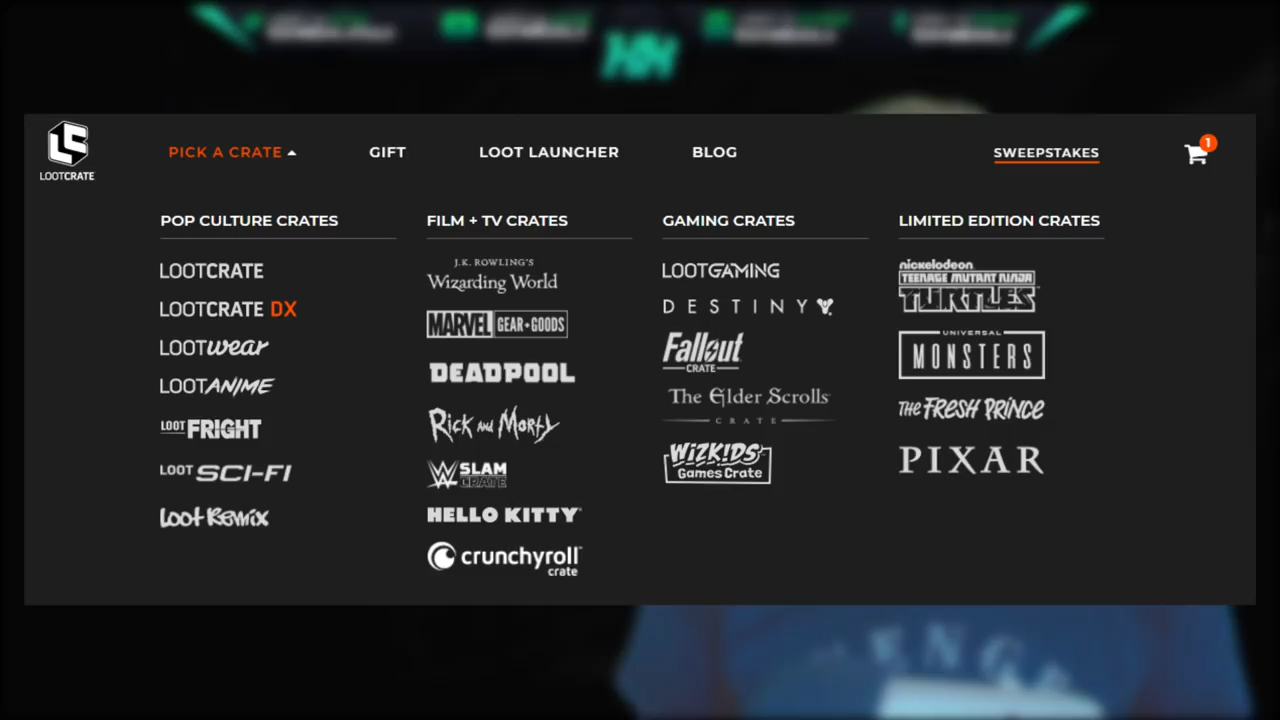 LOOTCRATE
PICK A CRATE
GIFT
LOOT LAUNCHER
BLOG
SWEEPSTAKES
1
POP CULTURE CRATES
LOOTCRATE
LOOTCRATE DX
LOOTwear
LOOTANIME
LOOT FRIGHT
LOOT SCI-FI
Loot Remix
FILM + TV CRATES
J.K. ROWLING'S
WIZARDING WORLD
MARVEL GEAR+GOODS
DEADPOOL
RICK AND MORTY
W SLAM
CRATE
HELLO KITTY
crunchyroll
crate
GAMING CRATES
LOOTGAMING
DESTINY
Fallout
CRATE
The Elder Scrolls
CRATE
WIZKIDS
Games Crate
LIMITED EDITION CRATES
nickelodeon
TEENAGE MUTANT NINJA
TURTLES
UNIVERSAL
MONSTERS
THE FRESH PRINCE
PIXAR